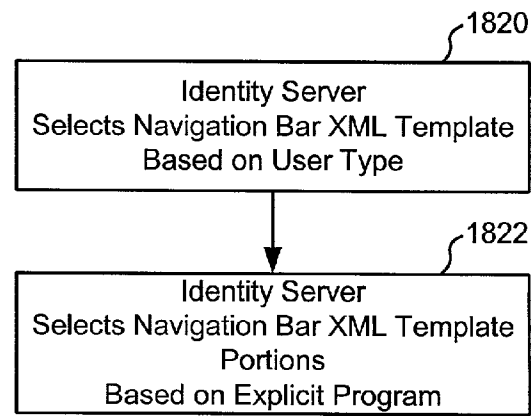 1820
Identity Server
Selects Navigation Bar XML Template
Based on User Type
1822
Identity Server
Selects Navigation Bar XML Template
Portions
Based on Explicit Program